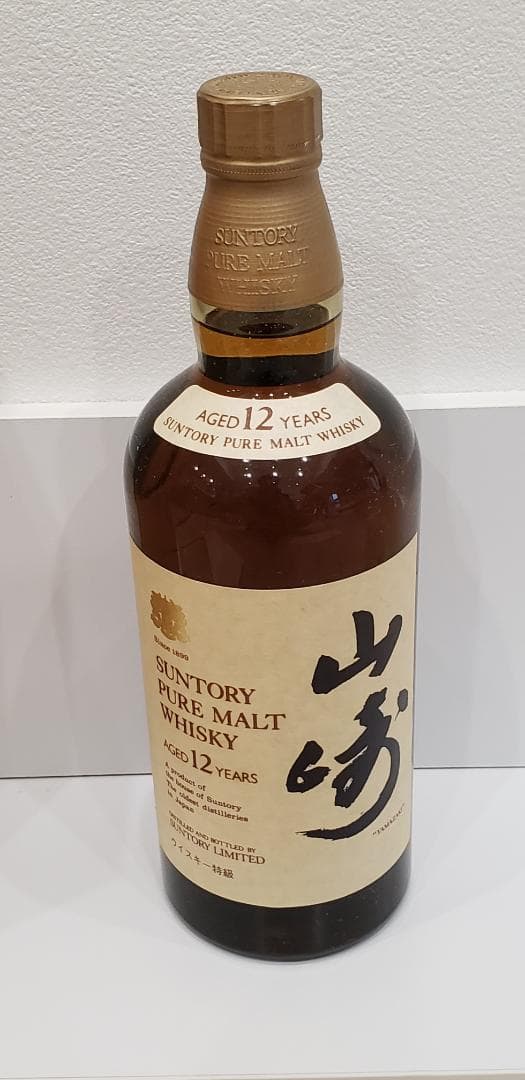 SUNTORY
PURE MALT
WHISKY
AGED 12 YEARS
SUNTORY PURE MALT WHISKY
Since 1899
SUNTORY
PURE MALT
WHISKY
AGED 12 YEARS
A product of
the house of Suntory
The oldest distilleries
in Japan
DISTILLED AND BOTTLED BY
SUNTORY LIMITED
ウイスキー特級
山崎
"YAMAZAKI"